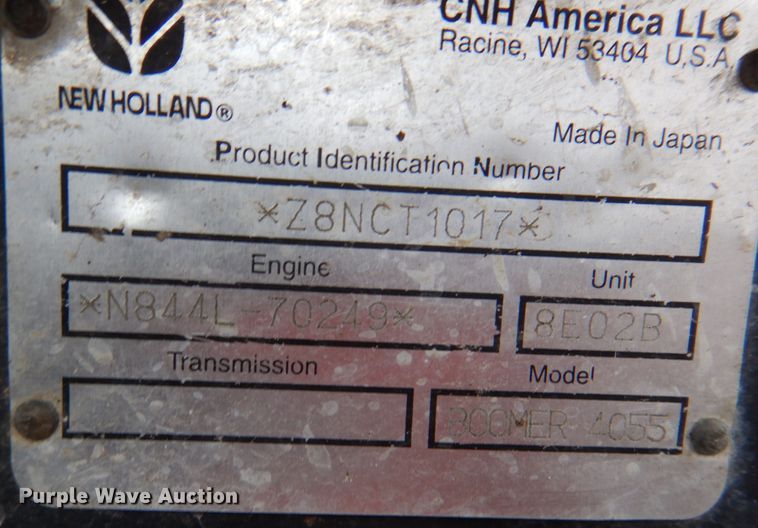 CNH America LLC
Racine, WI 53404 U.S.A.
NEW HOLLAND®
Made In Japan
Product Identification Number
*Z8NCT1017*
Engine Unit
*N844L-70249* 8E02B
Transmission Model
BOOMER 4055
Purple Wave Auction